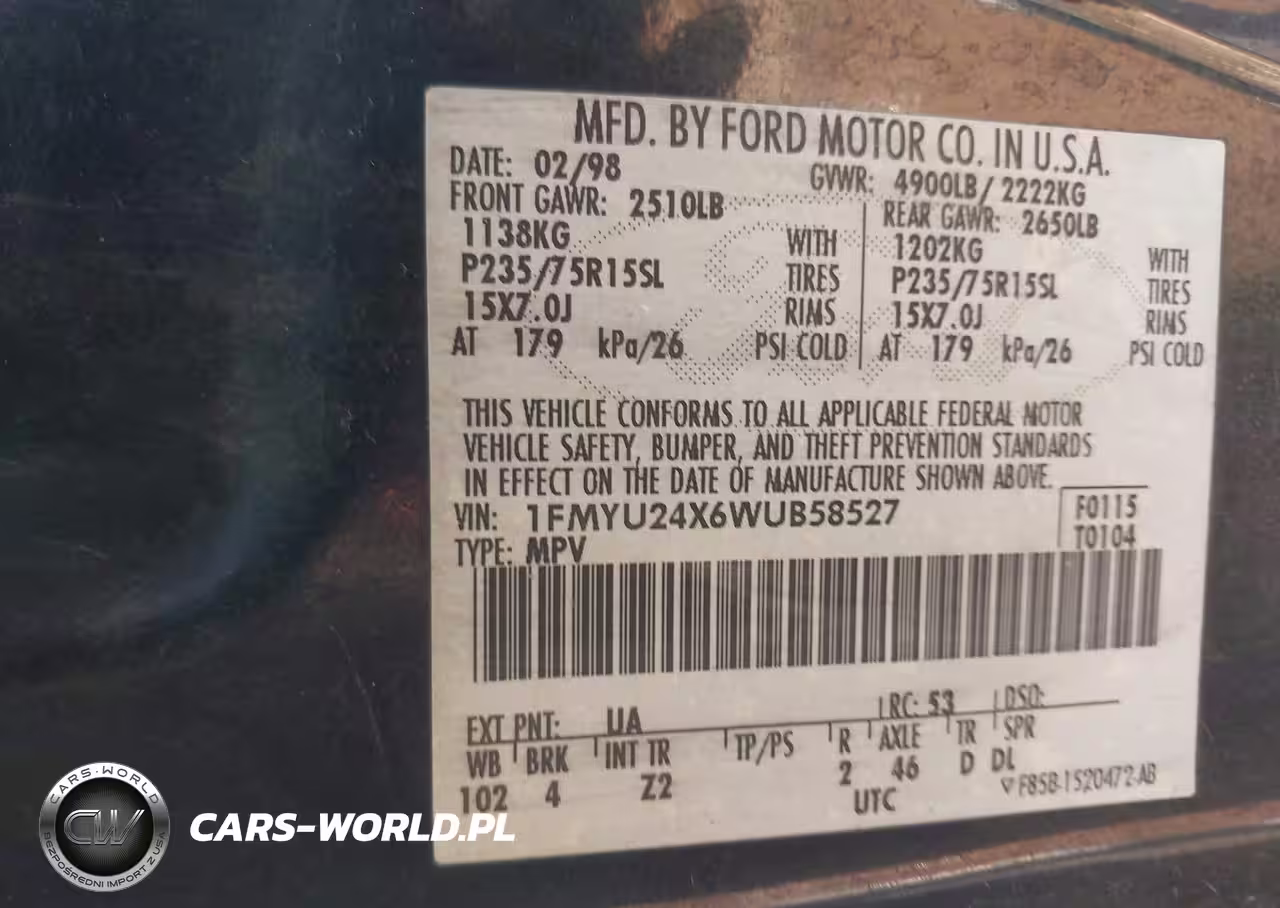 MFD. BY FORD MOTOR CO. IN U.S.A.
DATE: 02/98 GVWR: 4900LB/ 2222KG
FRONT GAWR: 2510LB REAR GAWR: 2650LB
1138KG WITH 1202KG WITH
P235/75R15SL TIRES P235/75R15SL TIRES
15X7.0J RIMS 15X7.0J RIMS
AT 179 kPa/26 PSI COLD AT 179 kPa/26 PSI COLD
THIS VEHICLE CONFORMS TO ALL APPLICABLE FEDERAL MOTOR
VEHICLE SAFETY, BUMPER, AND THEFT PREVENTION STANDARDS
IN EFFECT ON THE DATE OF MANUFACTURE SHOWN ABOVE.
VIN: 1FMYU24X6WUB58527 F0115
TYPE: MPV T0104
EXT PNT: UA RC: 53 DSO:
WB BRK INT TR TP/PS R AXLE TR SPR
102 4 Z2 2 46 D DL
UTC F85B-1520472-AB
CARS-WORLD
CW
BEZPOŚREDNI IMPORT Z USA
CARS-WORLD.PL